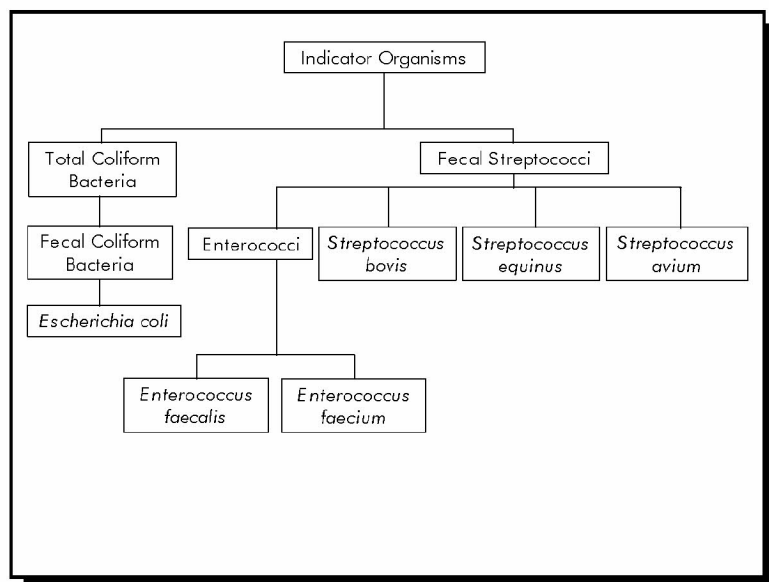 Indicator Organisms
Total Coliform
Bacteria
Fecal Streptococci
Fecal Coliform
Bacteria
Enterococci
Streptococcus
bovis
Streptococcus
equinus
Streptococcus
avium
Escherichia coli
Enterococcus
faecalis
Enterococcus
faecium